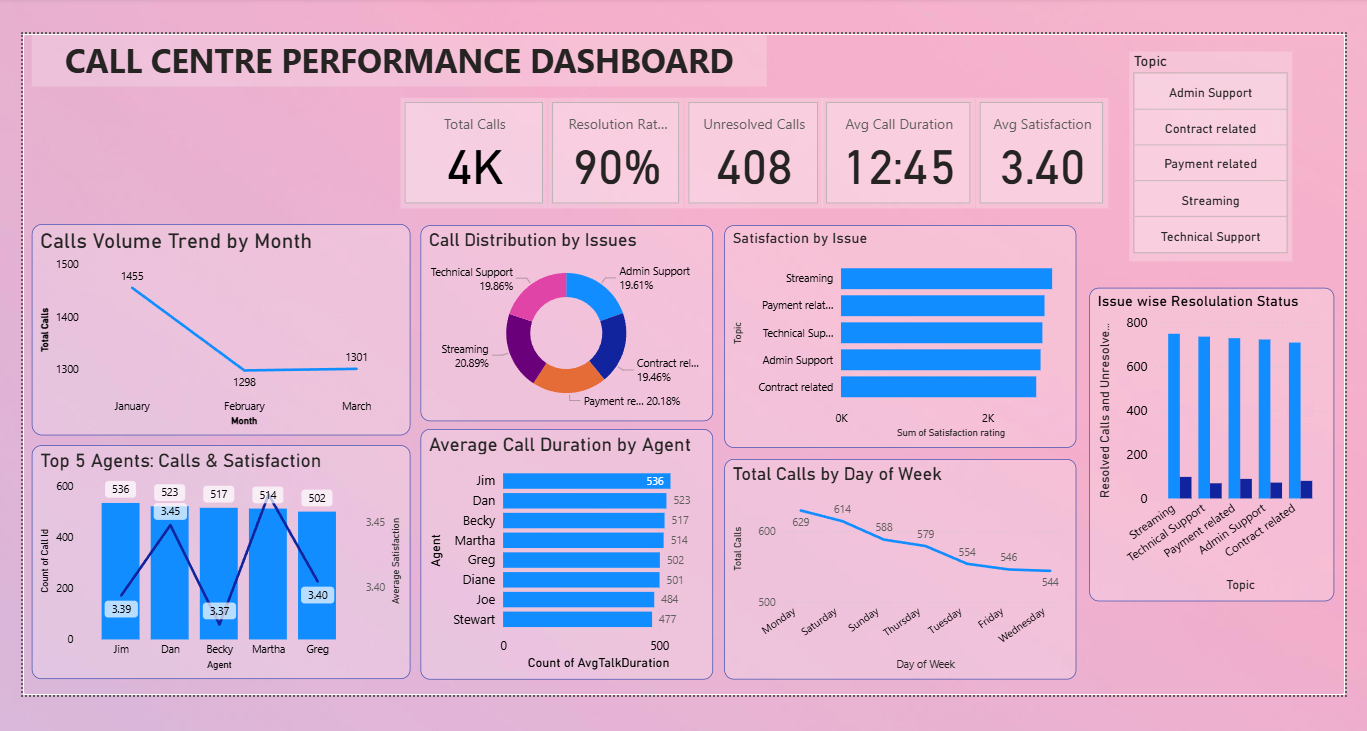 CALL CENTRE PERFORMANCE DASHBOARD
Topic
Admin Support
Contract related
Payment related
Streaming
Technical Support
Total Calls
4K
Resolution Rat...
90%
Unresolved Calls
408
Avg Call Duration
12:45
Avg Satisfaction
3.40
Calls Volume Trend by Month
1500
1400
1300
Total Calls
1455
1298
1301
January
February
March
Month
Call Distribution by Issues
Technical Support
19.86%
Admin Support
19.61%
Streaming
20.89%
Contract rel...
19.46%
Payment re... 20.18%
Satisfaction by Issue
Topic
Streaming
Payment relat...
Technical Sup...
Admin Support
Contract related
0K
2K
Sum of Satisfaction rating
Issue wise Resolulation Status
Resolved Calls and Unresolve...
800
600
400
200
0
Streaming
Technical Support
Payment related
Admin Support
Contract related
Topic
Top 5 Agents: Calls & Satisfaction
Count of Call Id
600
400
200
0
536
523
517
514
502
3.39
3.45
3.37
3.40
3.45
3.40
Average Satisfaction
Jim
Dan
Becky
Martha
Greg
Agent
Average Call Duration by Agent
Agent
Jim
536
Dan
523
Becky
517
Martha
514
Greg
502
Diane
501
Joe
484
Stewart
477
0
500
Count of AvgTalkDuration
Total Calls by Day of Week
Total Calls
600
500
629
614
588
579
554
546
544
Monday
Saturday
Sunday
Thursday
Tuesday
Friday
Wednesday
Day of Week